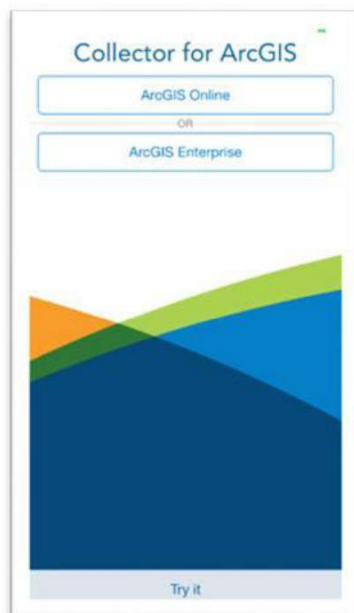 Collector for ArcGIS
ArcGIS Online
OR
ArcGIS Enterprise
Try it